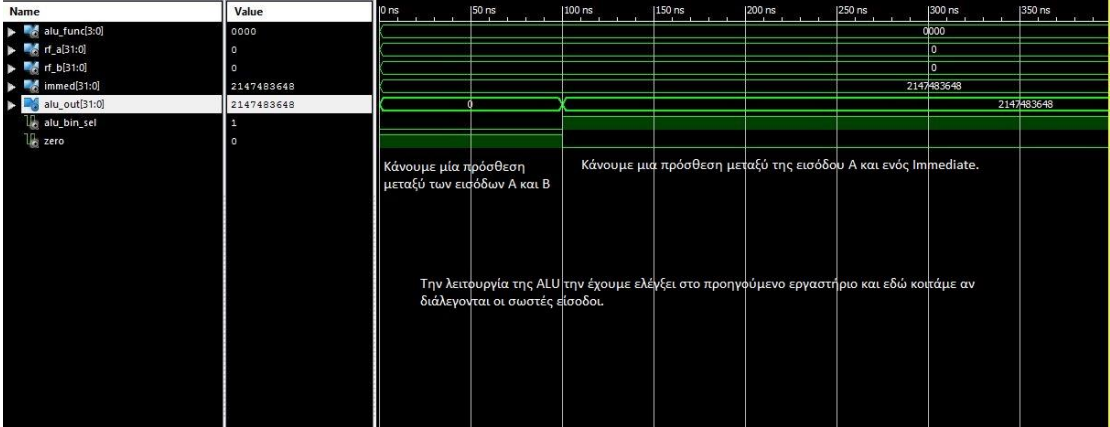 Name Value 0 ns 50 ns 100 ns 150 ns 200 ns 250 ns 300 ns 350 ns
alu_func[3:0] 0000 0000
rf_a[31:0] 0 0
rf_b[31:0] 0 0
immed[31:0] 2147483648 2147483648
alu_out[31:0] 2147483648 0 2147483648
alu_bin_sel 1
zero 0
Κάνουμε μία πρόσθεση
μεταξύ των εισόδων Α και Β
Κάνουμε μια πρόσθεση μεταξύ της εισόδου Α και ενός Immediate.
Την λειτουργία της ALU την έχουμε ελέγξει στο προηγούμενο εργαστήριο και εδώ κοιτάμε αν
διάλεγονται οι σωστές είσοδοι.